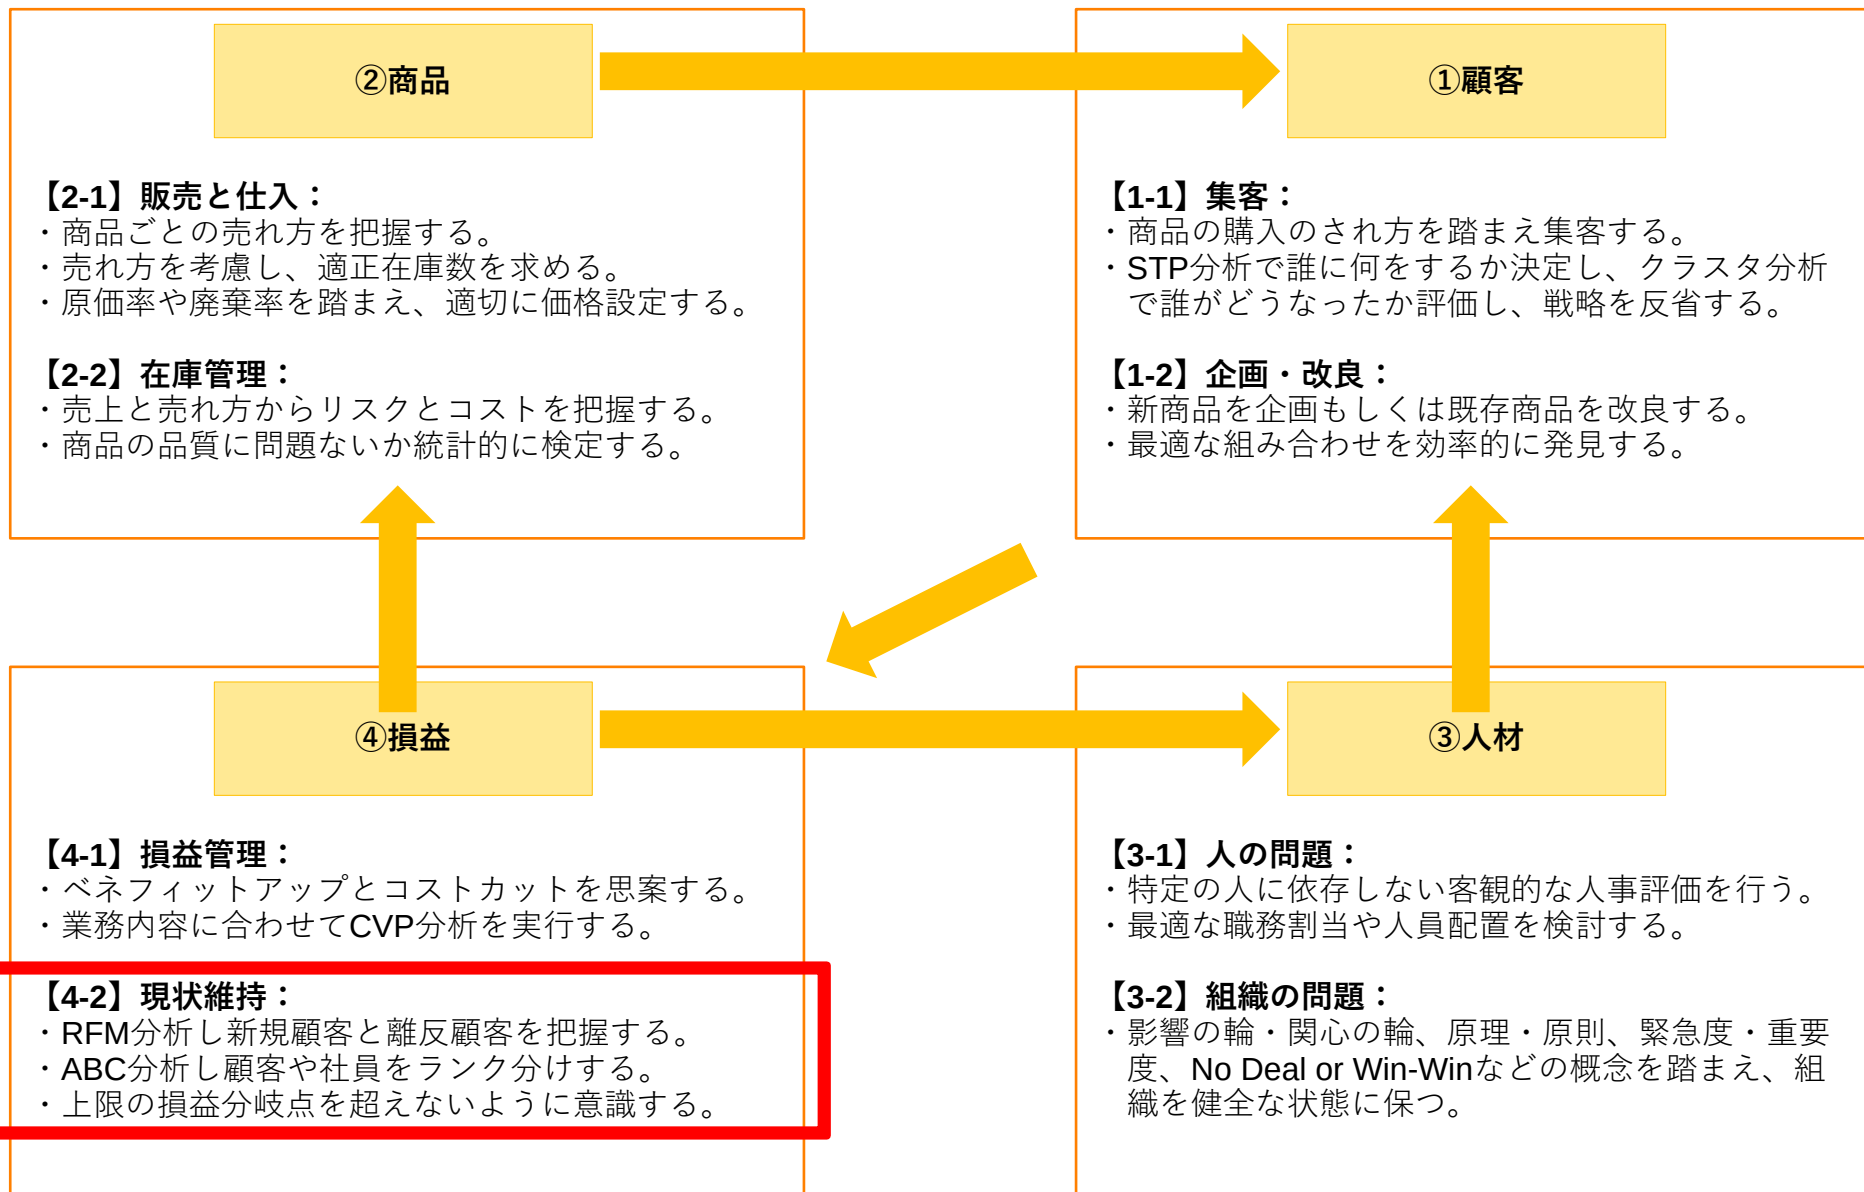 ②商品
【2-1】販売と仕入：
・商品ごとの売れ方を把握する。
・売れ方を考慮し、適正在庫数を求める。
・原価率や廃棄率を踏まえ、適切に価格設定する。
【2-2】在庫管理：
・売上と売れ方からリスクとコストを把握する。
・商品の品質に問題ないか統計的に検定する。
①顧客
【1-1】集客：
・商品の購入のされ方を踏まえ集客する。
・STP分析で誰に何をするか決定し、クラスタ分析
で誰がどうなったか評価し、戦略を反省する。
【1-2】企画・改良：
・新商品を企画もしくは既存商品を改良する。
・最適な組み合わせを効率的に発見する。
④損益
【4-1】損益管理：
・ベネフィットアップとコストカットを思案する。
・業務内容に合わせてCVP分析を実行する。
【4-2】現状維持：
・RFM分析し新規顧客と離反顧客を把握する。
・ABC分析し顧客や社員をランク分けする。
・上限の損益分岐点を超えないように意識する。
③人材
【3-1】人の問題：
・特定の人に依存しない客観的な人事評価を行う。
・最適な職務割当や人員配置を検討する。
【3-2】組織の問題：
・影響の輪・関心の輪、原理・原則、緊急度・重要
度、No Deal or Win-Winなどの概念を踏まえ、組
織を健全な状態に保つ。